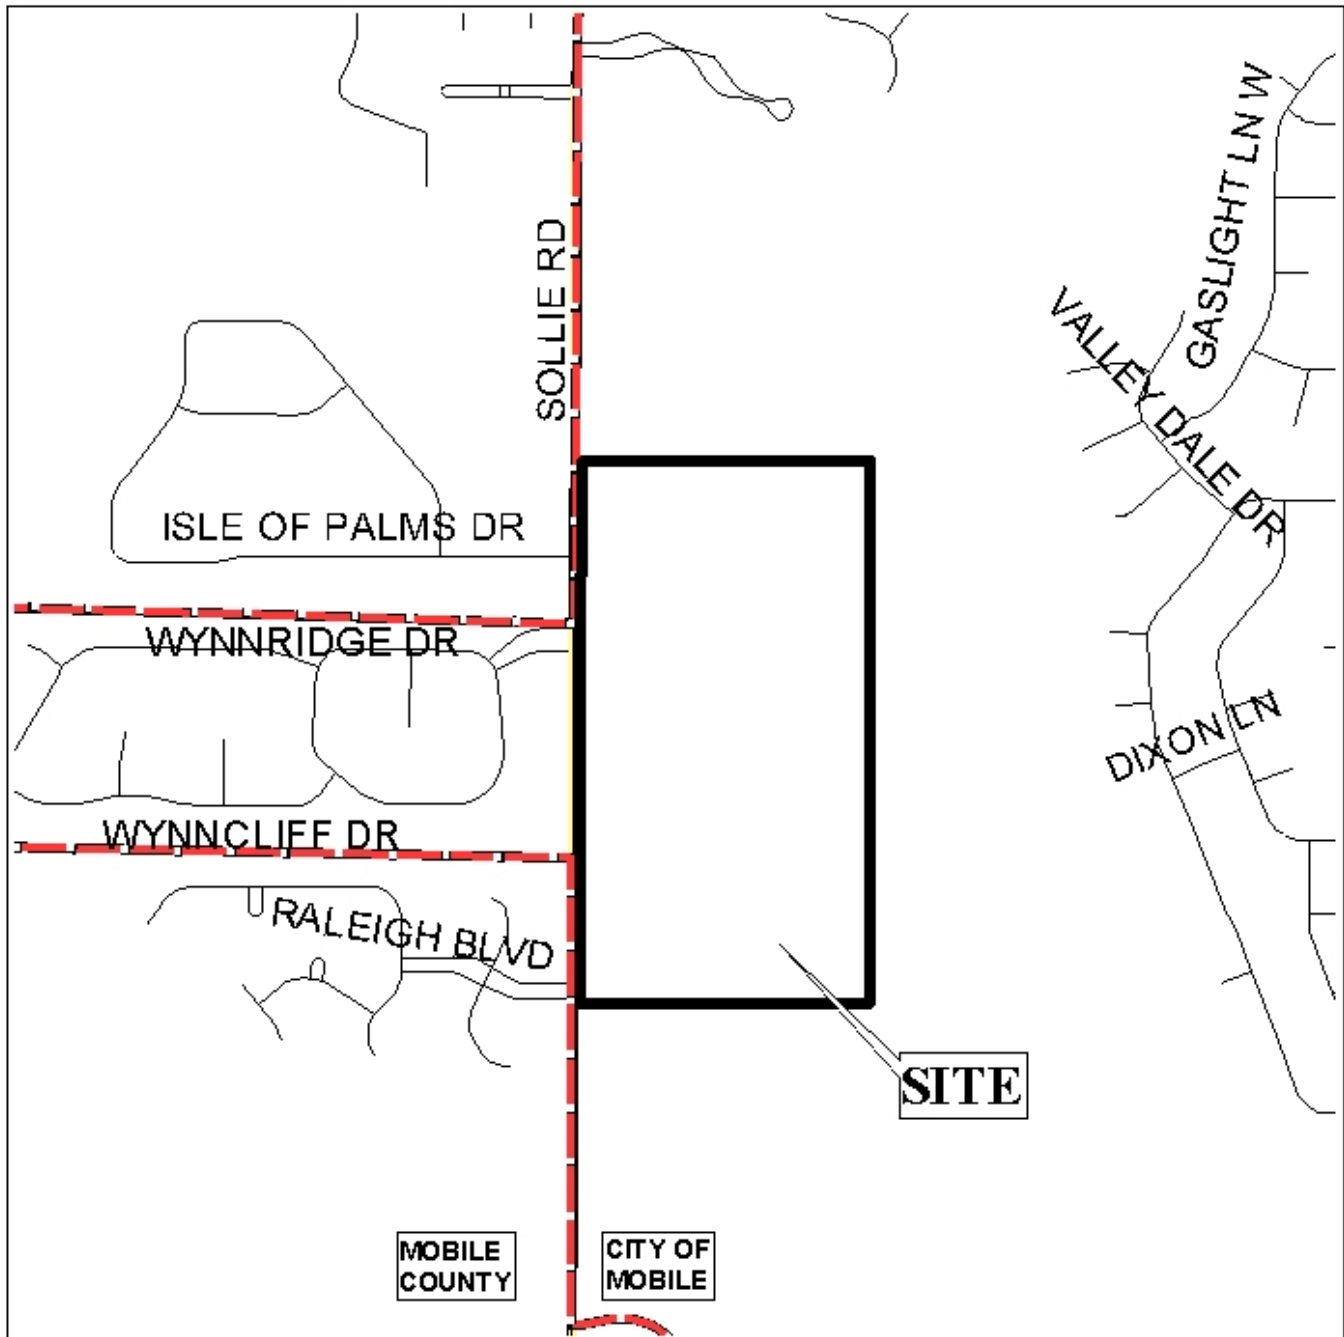 GASLIGHT LN W
SOLLIE RD
VALLEY DALE DR
ISLE OF PALMS DR
WYNNRIDGE DR
DIXON LN
WYNNCLIFF DR
RALEIGH BLVD
SITE
MOBILE
COUNTY
CITY OF
MOBILE